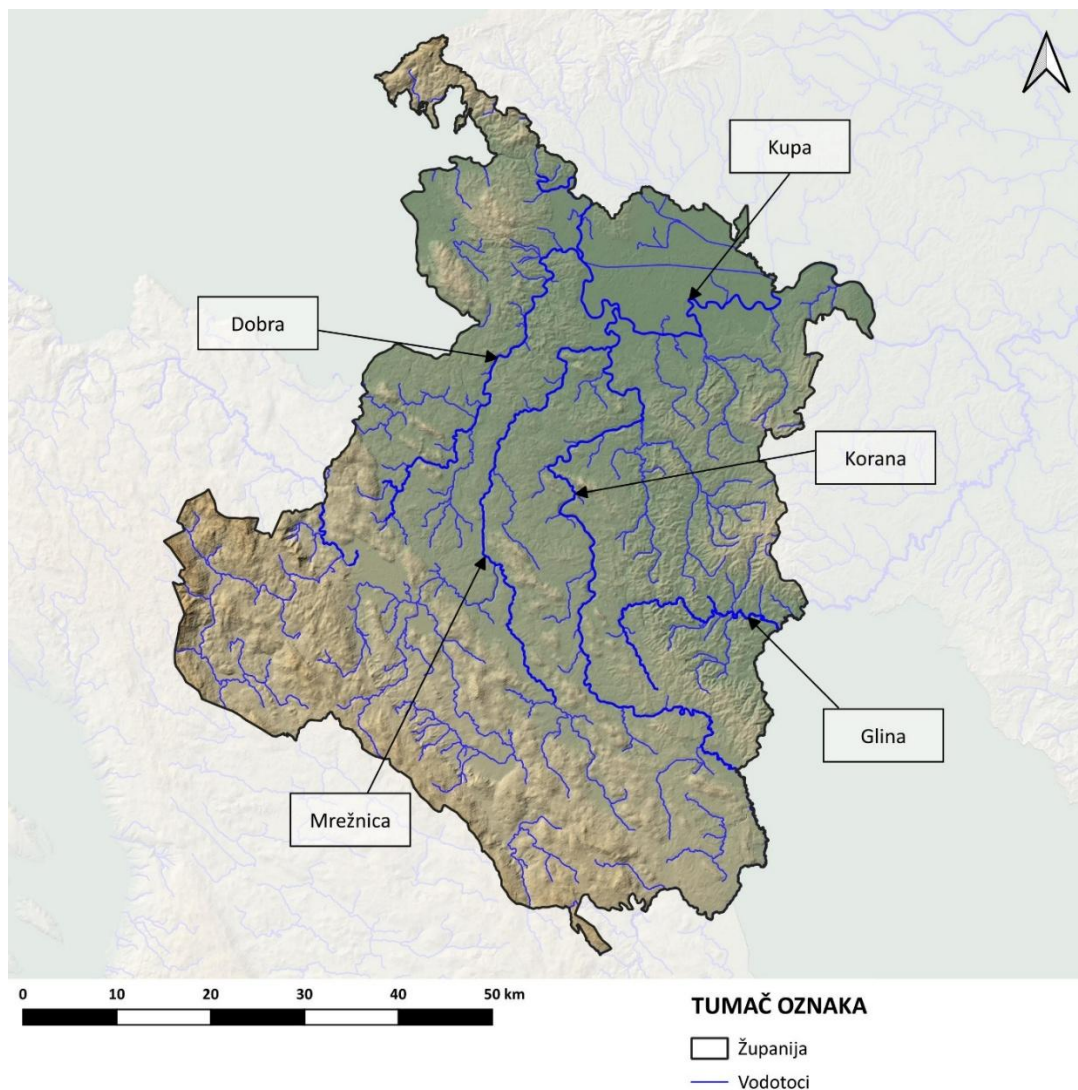 Kupa
Dobra
Korana
Glina
Mrežnica
0 10 20 30 40 50 km
TUMAČ OZNAKA
Županija
Vodotoci